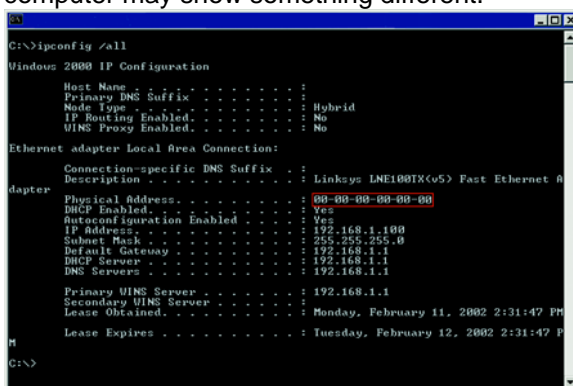 computer may show something different.
C:\>ipconfig /all
Windows 2000 IP Configuration
Host Name . . . . . . . . . . . . :
Primary DNS Suffix . . . . . . . :
Node Type . . . . . . . . . . . . : Hybrid
IP Routing Enabled. . . . . . . . : No
WINS Proxy Enabled. . . . . . . . : No
Ethernet adapter Local Area Connection:
Connection-specific DNS Suffix . :
Description . . . . . . . . . . . : Linksys LNE100TX(v5) Fast Ethernet A
dapter
Physical Address. . . . . . . . . : 00-00-00-00-00-00
DHCP Enabled. . . . . . . . . . . : Yes
Autoconfiguration Enabled . . . . : Yes
IP Address. . . . . . . . . . . . : 192.168.1.100
Subnet Mask . . . . . . . . . . . : 255.255.255.0
Default Gateway . . . . . . . . . : 192.168.1.1
DHCP Server . . . . . . . . . . . : 192.168.1.1
DNS Servers . . . . . . . . . . . : 192.168.1.1
Primary WINS Server . . . . . . . : 192.168.1.1
Secondary WINS Server . . . . . . :
Lease Obtained. . . . . . . . . . : Monday, February 11, 2002 2:31:47 PM
Lease Expires . . . . . . . . . . : Tuesday, February 12, 2002 2:31:47 P
M
C:\>